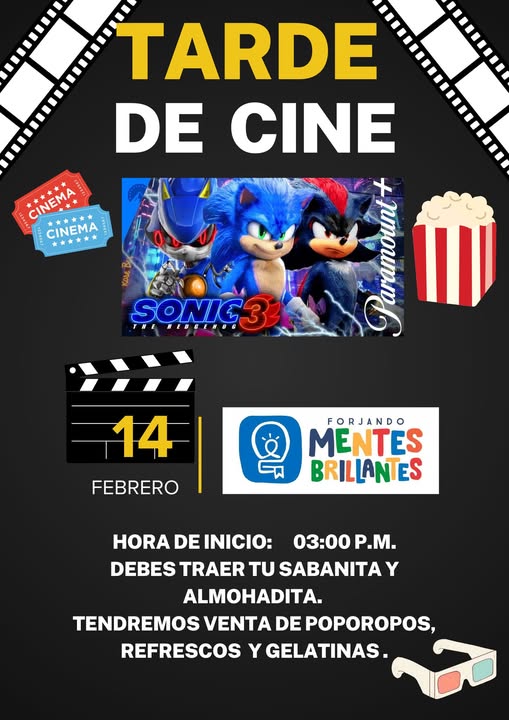 TARDE
DE CINE
CINEMA
CINEMA
Paramount+
SONIC 3
THE HEDGEHOG
14
FEBRERO
FORJANDO
MENTES
BRILLANTES
HORA DE INICIO: 03:00 P.M.
DEBES TRAER TU SABANITA Y
ALMOHADITA.
TENDREMOS VENTA DE POPOROPOS,
REFRESCOS Y GELATINAS.